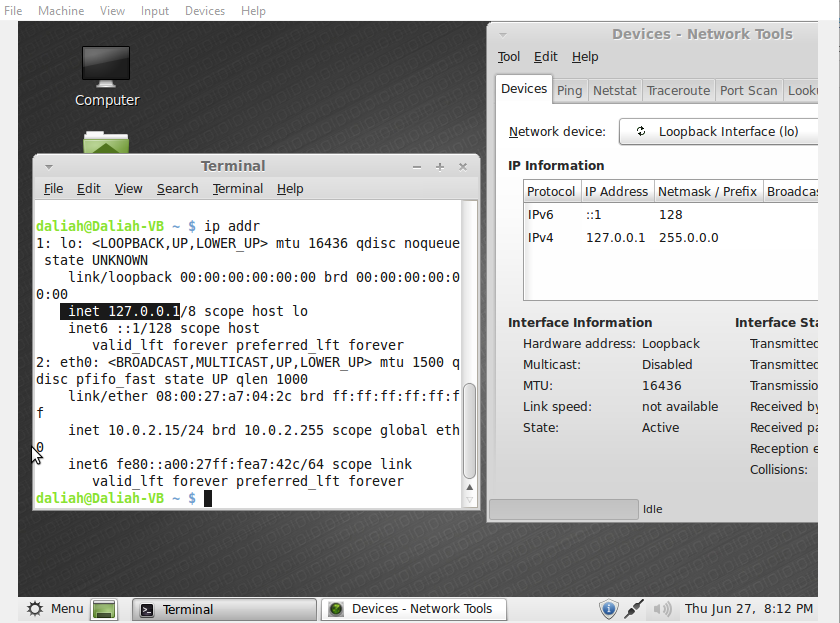 File Machine View Input Devices Help
Computer
Devices - Network Tools
Tool Edit Help
Devices Ping Netstat Traceroute Port Scan Looku
Network device: Loopback Interface (lo)
IP Information
Protocol IP Address Netmask / Prefix Broadcas
IPv6 ::1 128
IPv4 127.0.0.1 255.0.0.0
Interface Information Interface Sta
Hardware address: Loopback Transmitted
Multicast: Disabled Transmitted
MTU: 16436 Transmissio
Link speed: not available Received by
State: Active Received pa
Reception e
Collisions:
Idle
Terminal
File Edit View Search Terminal Help
daliah@Daliah-VB ~ $ ip addr
1: lo: <LOOPBACK,UP,LOWER_UP> mtu 16436 qdisc noqueue
state UNKNOWN
link/loopback 00:00:00:00:00:00 brd 00:00:00:00:0
0:00
inet 127.0.0.1/8 scope host lo
inet6 ::1/128 scope host
valid_lft forever preferred_lft forever
2: eth0: <BROADCAST,MULTICAST,UP,LOWER_UP> mtu 1500 q
disc pfifo_fast state UP qlen 1000
link/ether 08:00:27:a7:04:2c brd ff:ff:ff:ff:ff:f
f
inet 10.0.2.15/24 brd 10.0.2.255 scope global eth
0
inet6 fe80::a00:27ff:fea7:42c/64 scope link
valid_lft forever preferred_lft forever
daliah@Daliah-VB ~ $
Menu Terminal Devices - Network Tools Thu Jun 27, 8:12 PM